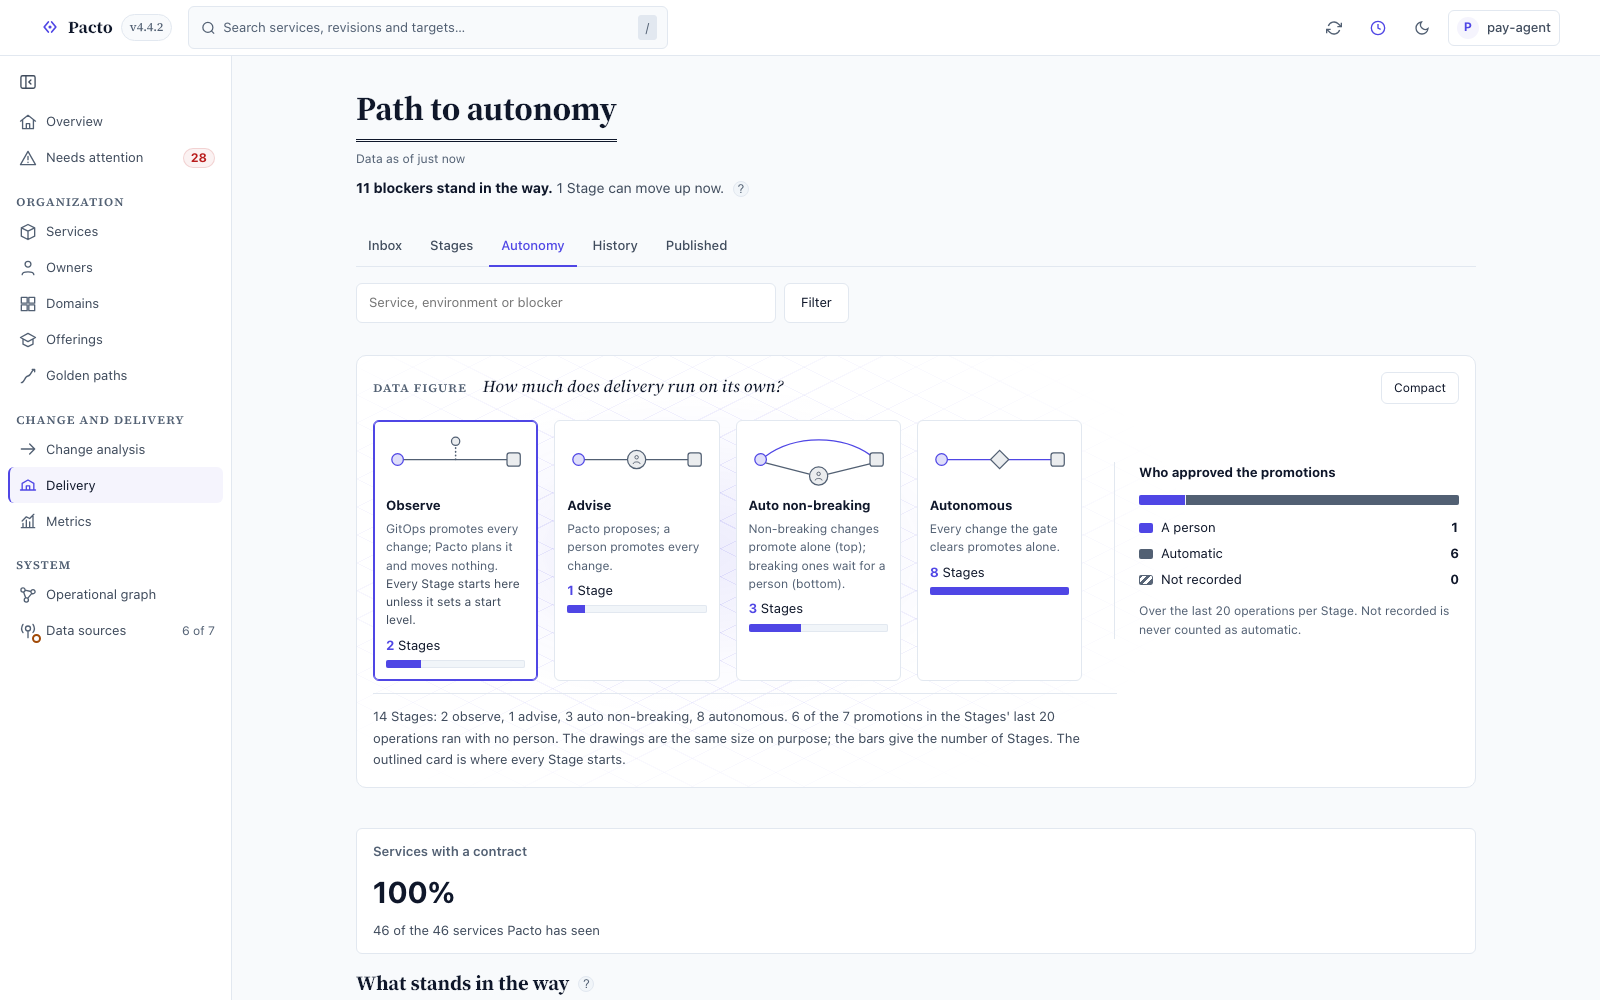 Pacto v4.4.2
Search services, revisions and targets...
/
P pay-agent
Overview
Needs attention 28
ORGANIZATION
Services
Owners
Domains
Offerings
Golden paths
CHANGE AND DELIVERY
Change analysis
Delivery
Metrics
SYSTEM
Operational graph
Data sources 6 of 7
Path to autonomy
Data as of just now
11 blockers stand in the way. 1 Stage can move up now. ?
Inbox Stages Autonomy History Published
Service, environment or blocker
Filter
DATA FIGURE How much does delivery run on its own?
Compact
Observe
GitOps promotes every
change; Pacto plans it
and moves nothing.
Every Stage starts here
unless it sets a start
level.
2 Stages
Advise
Pacto proposes; a
person promotes every
change.
1 Stage
Auto non-breaking
Non-breaking changes
promote alone (top);
breaking ones wait for a
person (bottom).
3 Stages
Autonomous
Every change the gate
clears promotes alone.
8 Stages
Who approved the promotions
A person 1
Automatic 6
Not recorded 0
Over the last 20 operations per Stage. Not recorded is
never counted as automatic.
14 Stages: 2 observe, 1 advise, 3 auto non-breaking, 8 autonomous. 6 of the 7 promotions in the Stages' last 20
operations ran with no person. The drawings are the same size on purpose; the bars give the number of Stages. The
outlined card is where every Stage starts.
Services with a contract
100%
46 of the 46 services Pacto has seen
What stands in the way ?